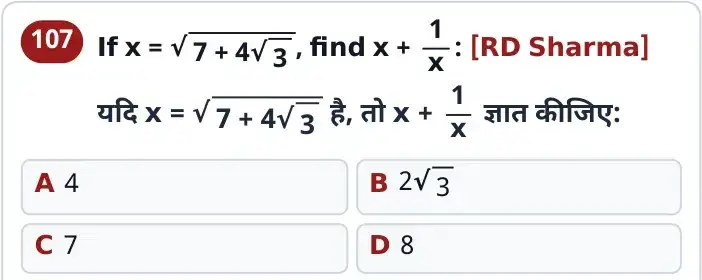 107 If x = √(7 + 4√3), find x + 1/x : [RD Sharma]
यदि x = √(7 + 4√3) है, तो x + 1/x ज्ञात कीजिए:
A 4
B 2√3
C 7
D 8